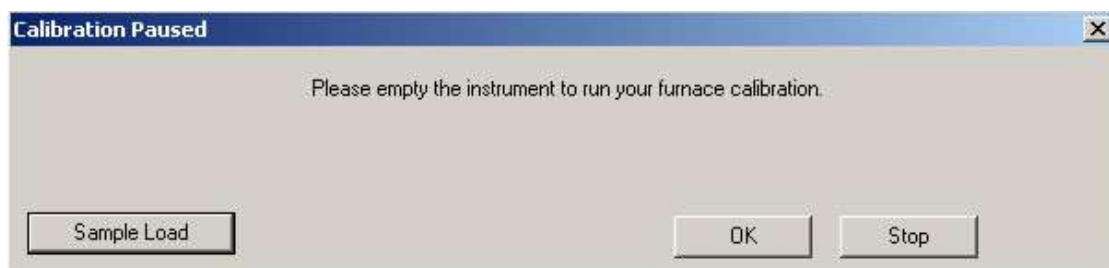 Calibration Paused
Please empty the instrument to run your furnace calibration.
Sample Load
OK
Stop